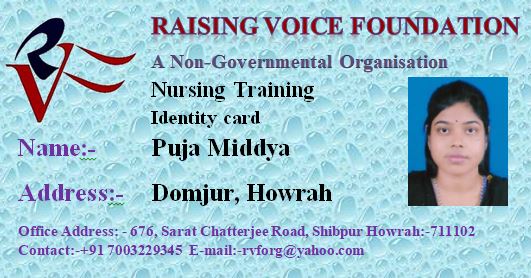 RV
RAISING VOICE FOUNDATION
A Non-Governmental Organisation
Nursing Training
Identity card
Name:- Puja Middya
Address:- Domjur, Howrah
Office Address: - 676, Sarat Chatterjee Road, Shibpur Howrah:-711102
Contact:-+91 7003229345 E-mail:-rvforg@yahoo.com